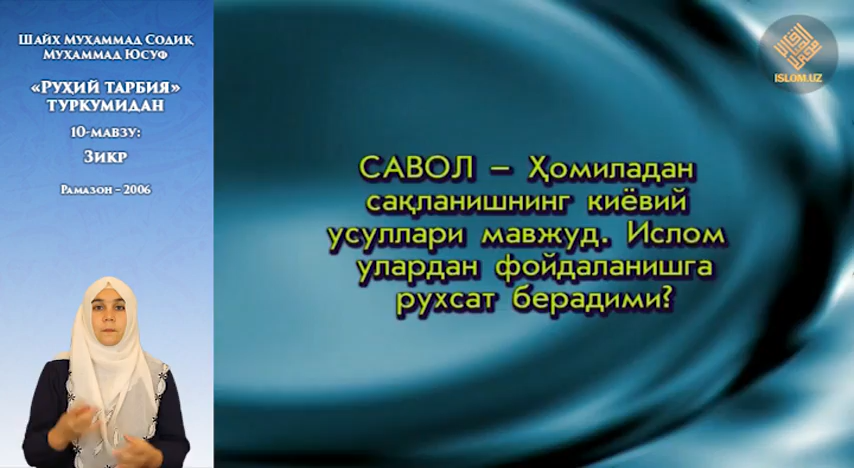 Шайх Муҳаммад Содиқ
Муҳаммад Юсуф
«Руҳий тарбия»
туркумидан
10-мавзу:
Зикр
Рамазон – 2006
САВОЛ – Ҳомиладан
сақланишнинг киёвий
усуллари мавжуд. Ислом
улардан фойдаланишга
рухсат берадими?
ISLOM.UZ